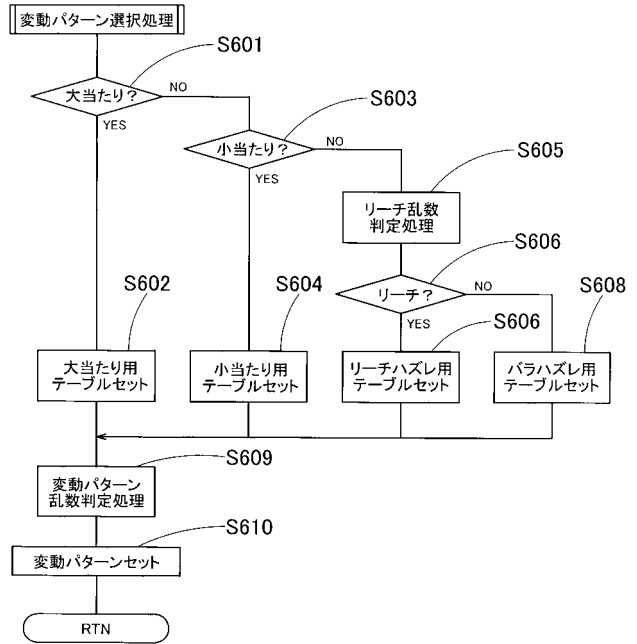 変動パターン選択処理
S601
大当たり?
NO
YES
S603
小当たり?
NO
YES
S605
リーチ乱数
判定処理
S606
リーチ?
NO
YES
S602
大当たり用
テーブルセット
S604
小当たり用
テーブルセット
S606
リーチハズレ用
テーブルセット
S608
バラハズレ用
テーブルセット
S609
変動パターン
乱数判定処理
S610
変動パターンセット
RTN